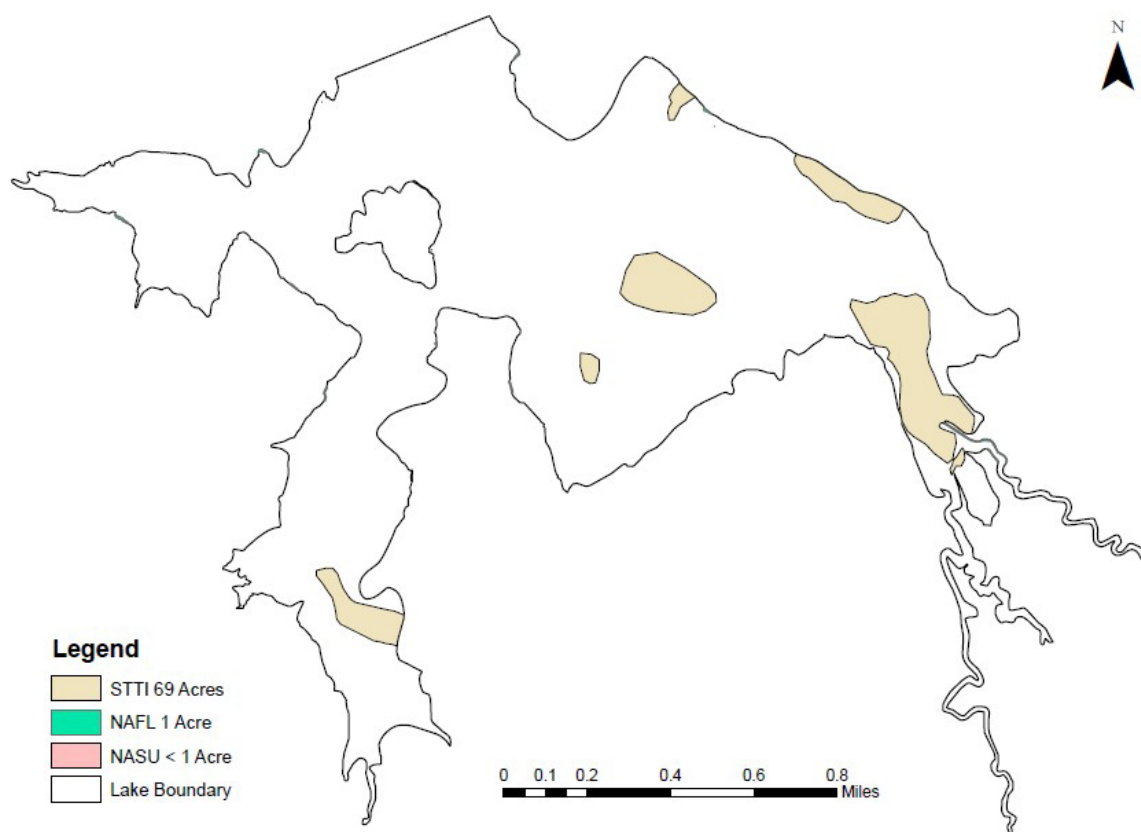 N
Legend
STTI 69 Acres
NAFL 1 Acre
NASU < 1 Acre
Lake Boundary
0 0.1 0.2 0.4 0.6 0.8
Miles